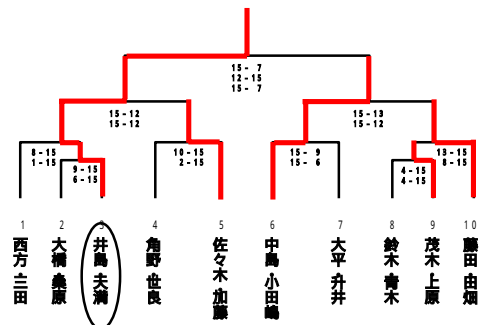 15 - 7
12 - 15
15 - 7
15 - 12
15 - 12
15 - 13
15 - 12
8 - 15
1 - 15
9 - 15
6 - 15
10 - 15
2 - 15
15 - 9
15 - 6
4 - 15
4 - 15
13 - 15
8 - 15
1
2
3
4
5
6
7
8
9
10
西方・三田
大橋・桑原
井島・夫満
角野・世良
佐々木・加藤
中島・小田嶋
大平・升井
鈴木・青木
茂木・上原
藤田・由畑